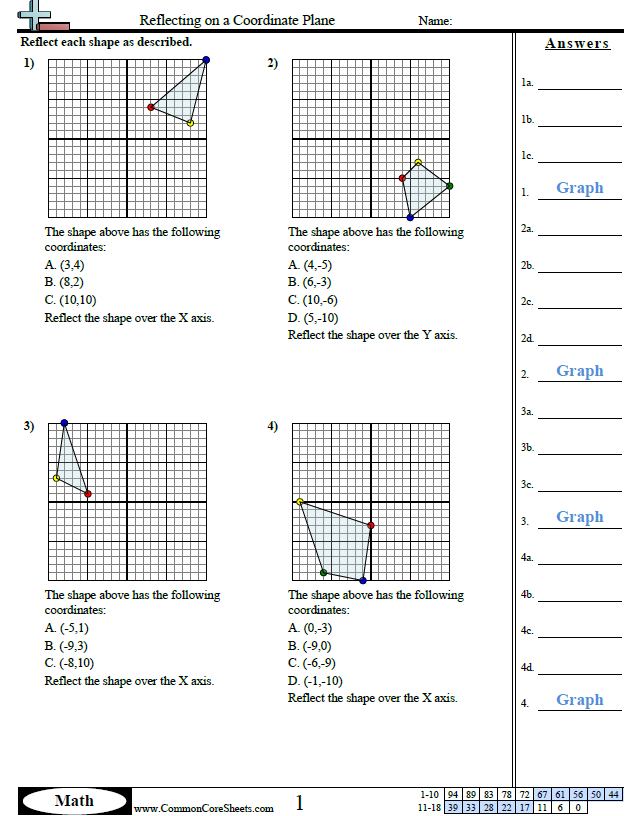 Reflecting on a Coordinate Plane Name:
Reflect each shape as described.
Answers
1)
The shape above has the following
coordinates:
A. (3,4)
B. (8,2)
C. (10,10)
Reflect the shape over the X axis.
2)
The shape above has the following
coordinates:
A. (4,-5)
B. (6,-3)
C. (10,-6)
D. (5,-10)
Reflect the shape over the Y axis.
3)
The shape above has the following
coordinates:
A. (-5,1)
B. (-9,3)
C. (-8,10)
Reflect the shape over the X axis.
4)
The shape above has the following
coordinates:
A. (0,-3)
B. (-9,0)
C. (-6,-9)
D. (-1,-10)
Reflect the shape over the X axis.
1a.
1b.
1c.
1. Graph
2a.
2b.
2c.
2d.
2. Graph
3a.
3b.
3c.
3. Graph
4a.
4b.
4c.
4d.
4. Graph
Math
www.CommonCoreSheets.com
1
1-10 94 89 83 78 72 67 61 56 50 44
11-18 39 33 28 22 17 11 6 0